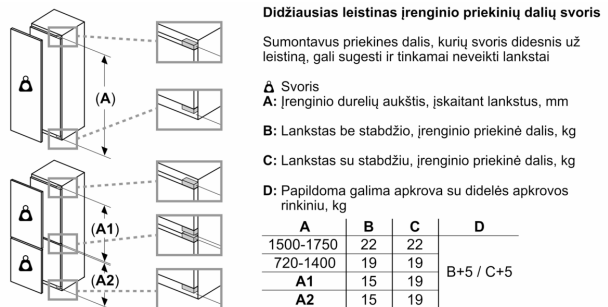 Didžiausias leistinas įrenginio priekinių dalių svoris
Sumontavus priekines dalis, kurių svoris didesnis už
leistiną, gali sugesti ir tinkamai neveikti lankstai
Svoris
A: Įrenginio durelių aukštis, įskaitant lankstus, mm
B: Lankstas be stabdžio, įrenginio priekinė dalis, kg
C: Lankstas su stabdžiu, įrenginio priekinė dalis, kg
D: Papildoma galima apkrova su didelės apkrovos
rinkiniu, kg
A B C D
1500-1750 22 22
720-1400 19 19
B+5 / C+5
A1 15 19
A2 15 19
(A)
(A1)
(A2)